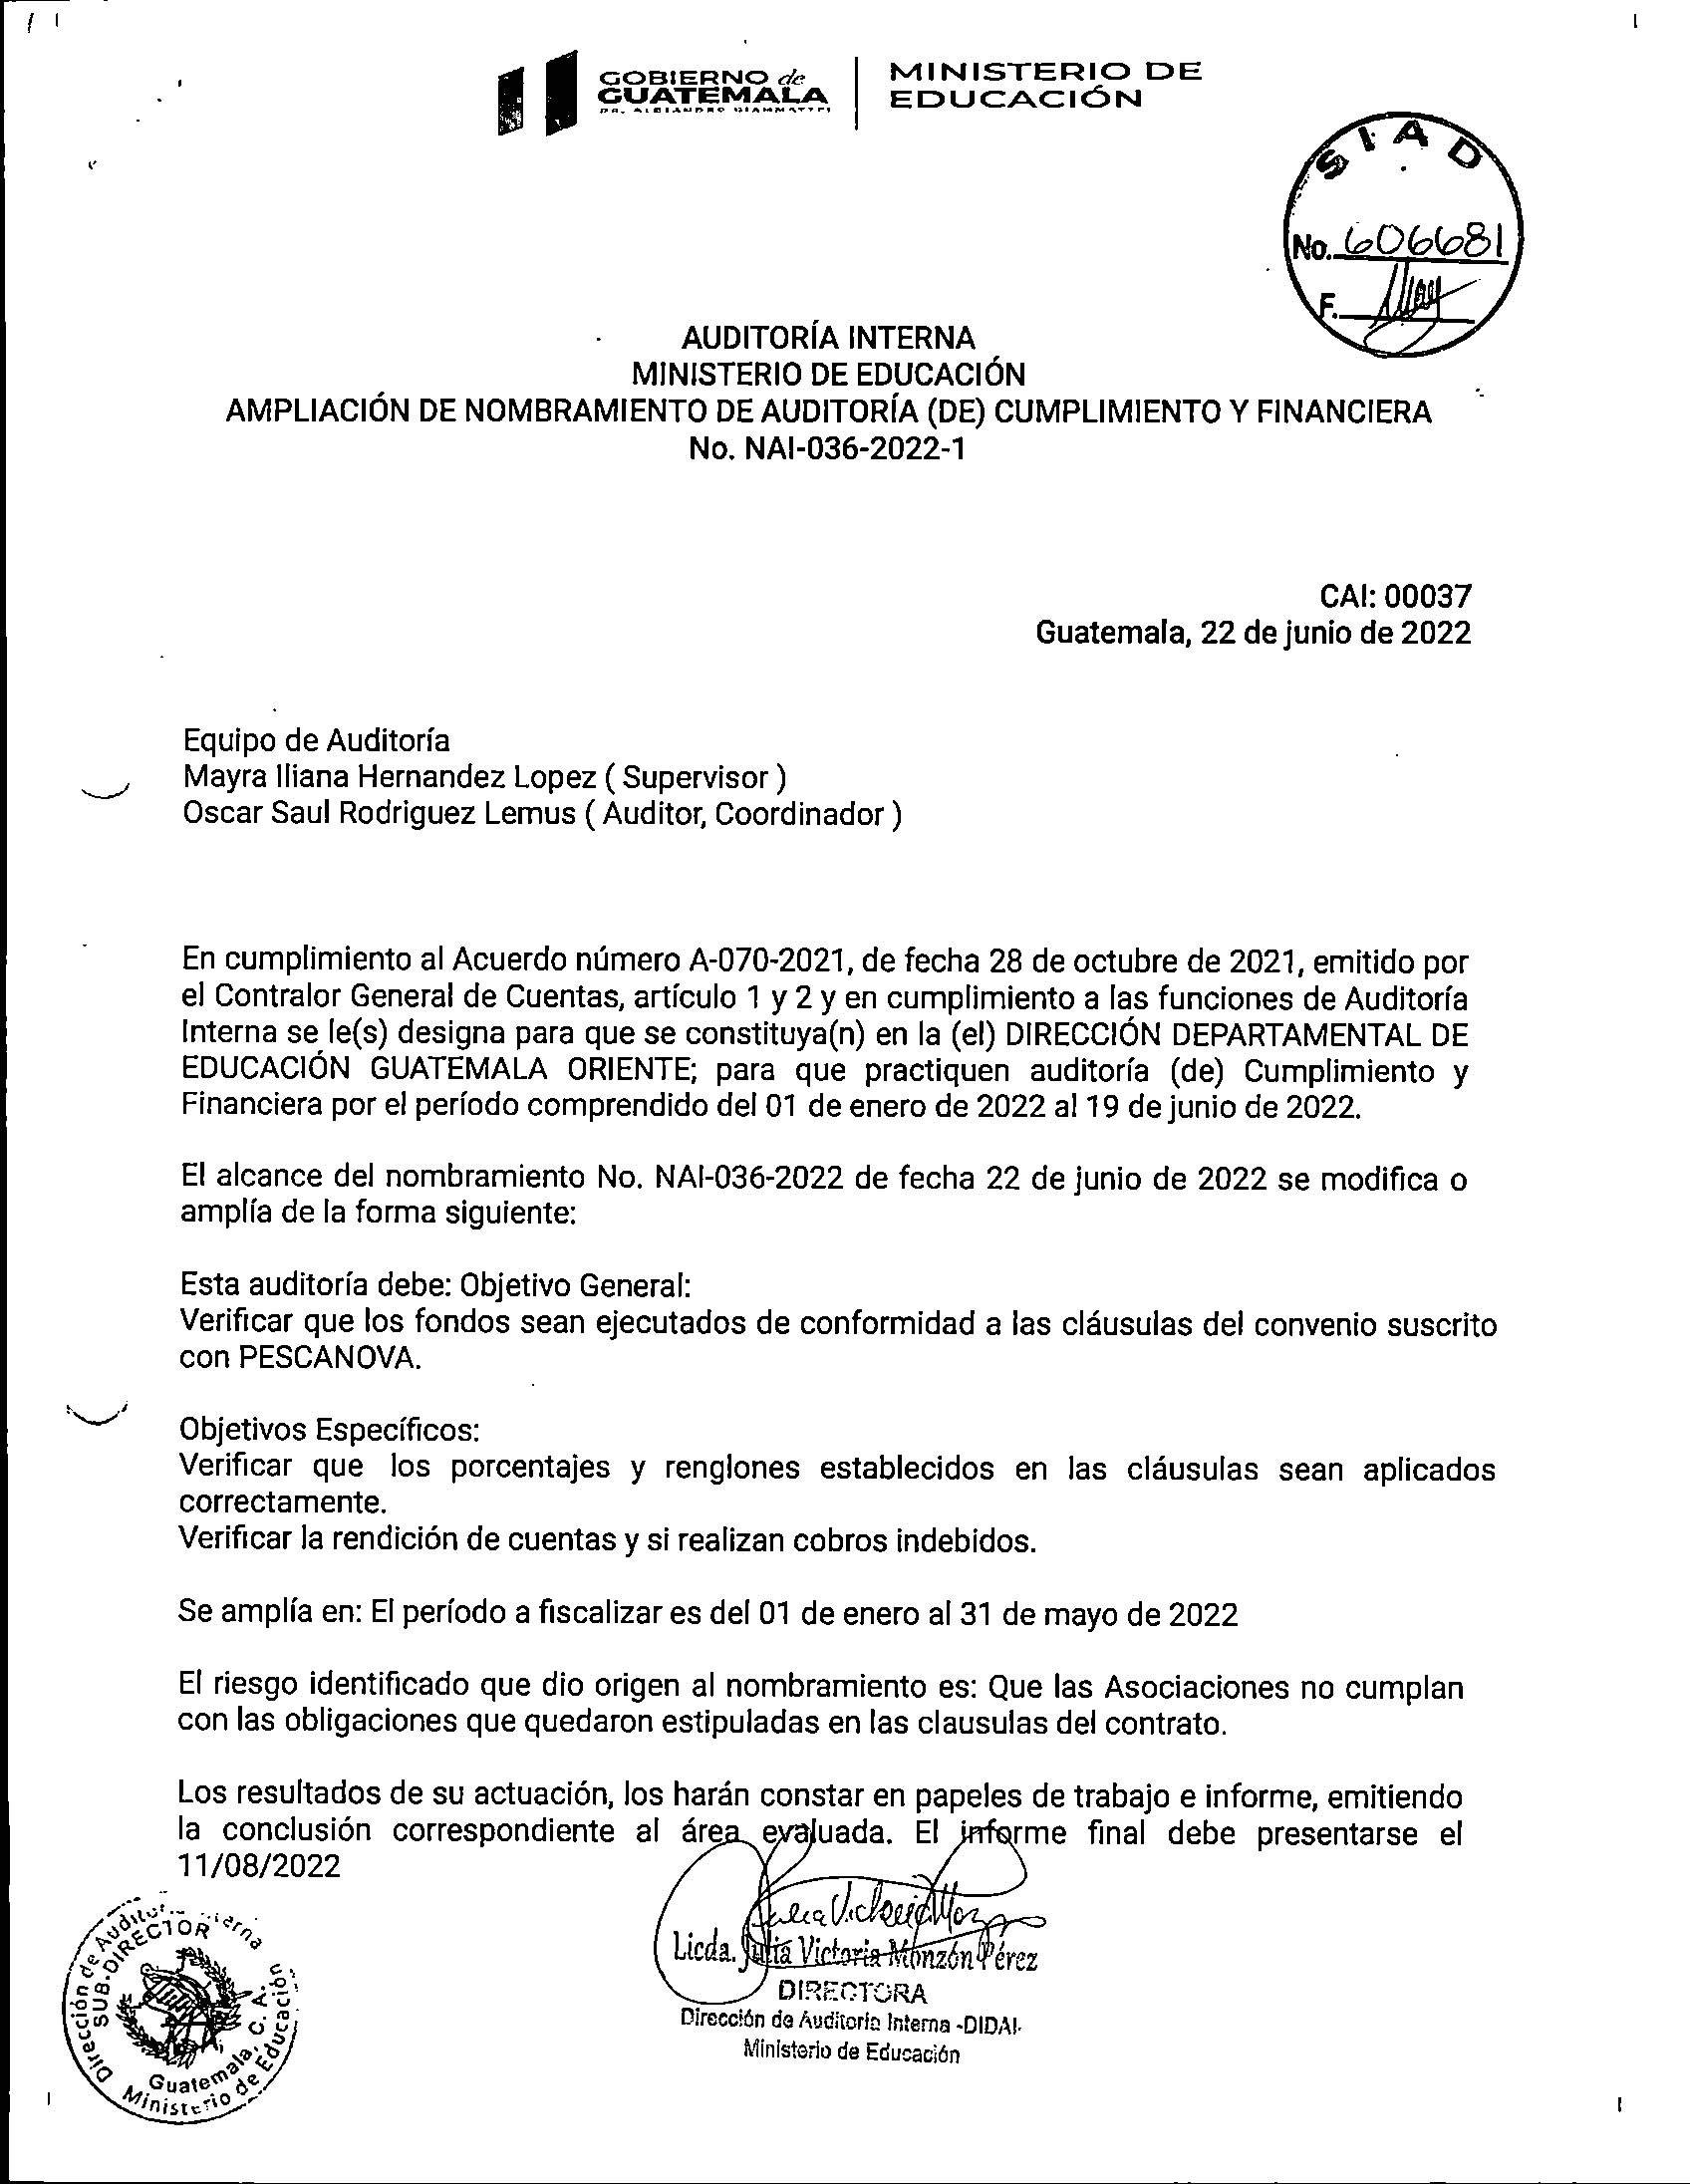 GOBIERNO de
GUATEMALA
DR. ALEJANDRO GIAMMATTEI
MINISTERIO DE
EDUCACIÓN
SIAD
No. 606681
F.
AUDITORÍA INTERNA
MINISTERIO DE EDUCACIÓN
AMPLIACIÓN DE NOMBRAMIENTO DE AUDITORÍA (DE) CUMPLIMIENTO Y FINANCIERA
No. NAI-036-2022-1
CAI: 00037
Guatemala, 22 de junio de 2022
Equipo de Auditoría
Mayra Iliana Hernandez Lopez ( Supervisor )
Oscar Saul Rodriguez Lemus ( Auditor, Coordinador )
En cumplimiento al Acuerdo número A-070-2021, de fecha 28 de octubre de 2021, emitido por
el Contralor General de Cuentas, artículo 1 y 2 y en cumplimiento a las funciones de Auditoría
Interna se le(s) designa para que se constituya(n) en la (el) DIRECCIÓN DEPARTAMENTAL DE
EDUCACIÓN GUATEMALA ORIENTE; para que practiquen auditoría (de) Cumplimiento y
Financiera por el período comprendido del 01 de enero de 2022 al 19 de junio de 2022.
El alcance del nombramiento No. NAI-036-2022 de fecha 22 de junio de 2022 se modifica o
amplía de la forma siguiente:
Esta auditoría debe: Objetivo General:
Verificar que los fondos sean ejecutados de conformidad a las cláusulas del convenio suscrito
con PESCANOVA.
Objetivos Específicos:
Verificar que los porcentajes y renglones establecidos en las cláusulas sean aplicados
correctamente.
Verificar la rendición de cuentas y si realizan cobros indebidos.
Se amplía en: El período a fiscalizar es del 01 de enero al 31 de mayo de 2022
El riesgo identificado que dio origen al nombramiento es: Que las Asociaciones no cumplan
con las obligaciones que quedaron estipuladas en las clausulas del contrato.
Los resultados de su actuación, los harán constar en papeles de trabajo e informe, emitiendo
la conclusión correspondiente al área evaluada. El informe final debe presentarse el
11/08/2022
Licda. Julia Victoria Monzón Pérez
DIRECTORA
Dirección de Auditoría Interna -DIDAI-
Ministerio de Educación
Dirección de Auditoría Interna
SUB-DIRECTOR
Guatemala, C. A.
Ministerio de Educación